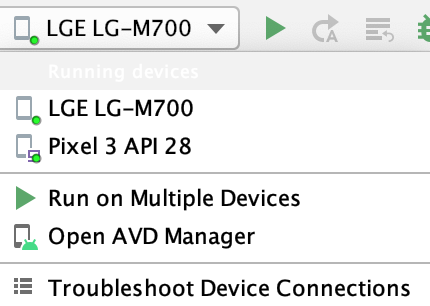 LGE LG-M700
Running devices
LGE LG-M700
Pixel 3 API 28
Run on Multiple Devices
Open AVD Manager
Troubleshoot Device Connections